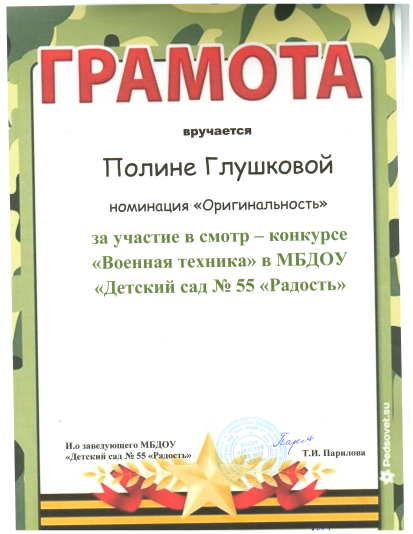 ГРАМОТА
вручается
Полине Глушковой
номинация «Оригинальность»
за участие в смотр – конкурсе
«Военная техника» в МБДОУ
«Детский сад № 55 «Радость»
И.о заведующего МБДОУ
«Детский сад № 55 «Радость»
Т.И. Парилова
Pedsovet.su